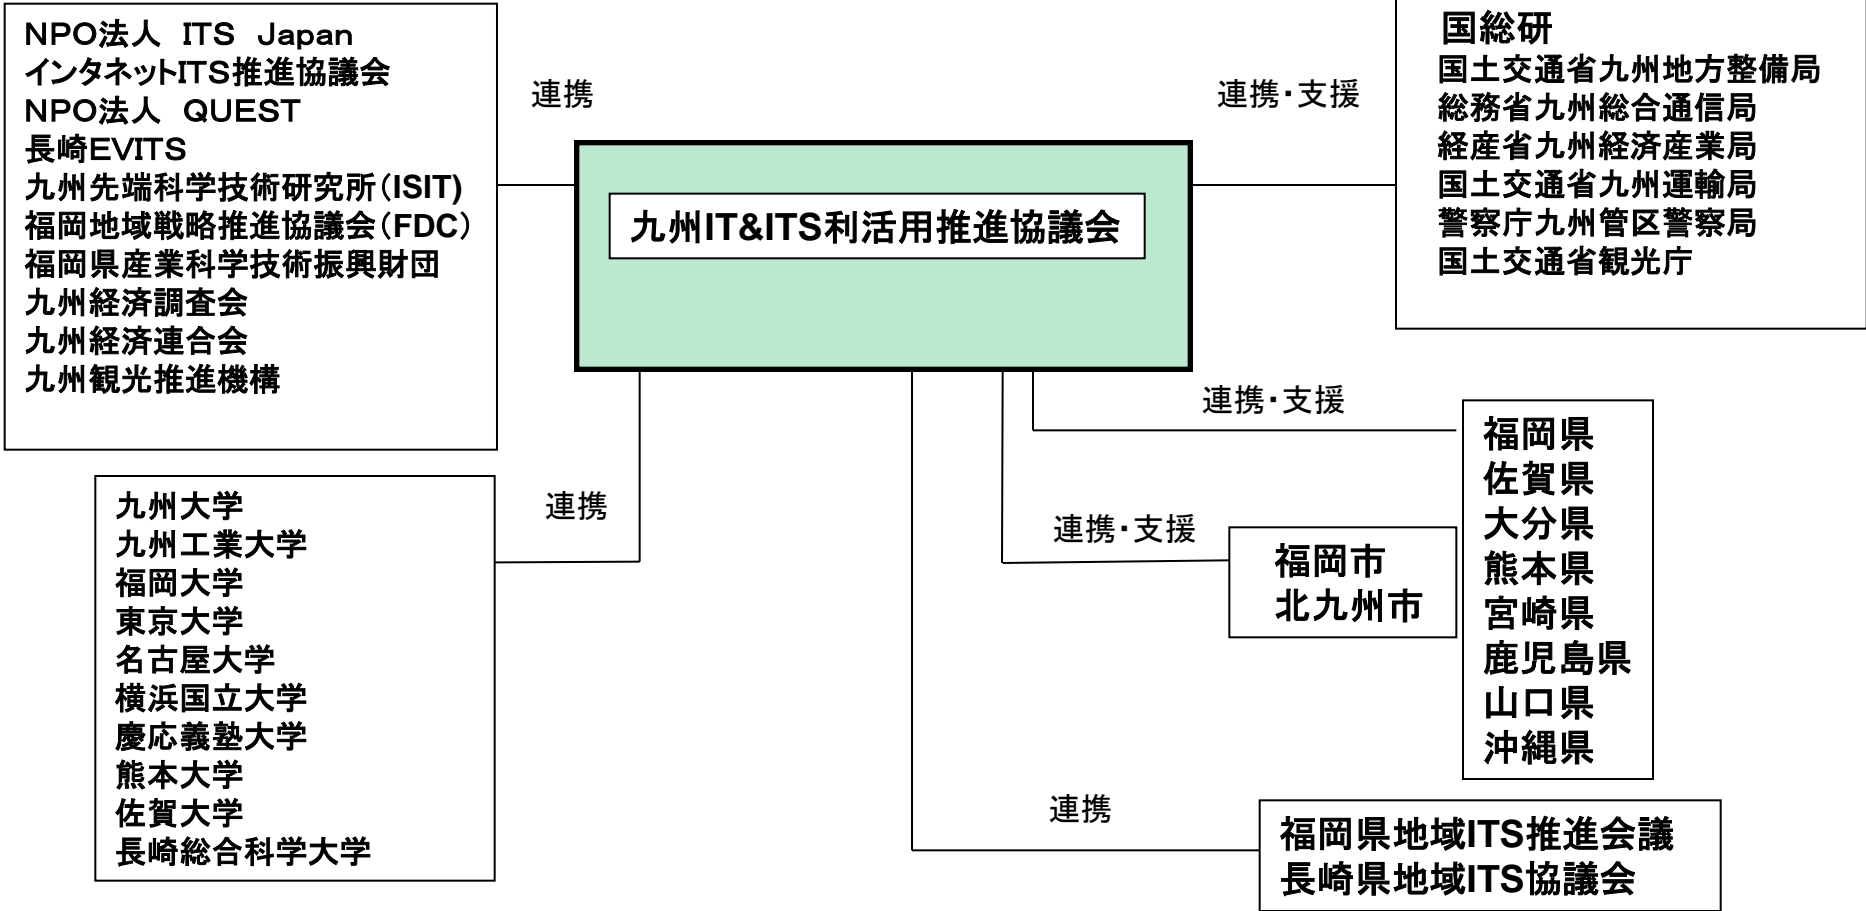 NPO法人　ITS　Japan
インタネットITS推進協議会
NPO法人　QUEST
長崎EVITS
九州先端科学技術研究所（ISIT)
福岡地域戦略推進協議会（FDC）
福岡県産業科学技術振興財団
九州経済調査会
九州経済連合会
九州観光推進機構
連携
九州IT&ITS利活用推進協議会
連携・支援
国総研
国土交通省九州地方整備局
総務省九州総合通信局
経産省九州経済産業局
国土交通省九州運輸局
警察庁九州管区警察局
国土交通省観光庁
連携・支援
福岡県
佐賀県
大分県
熊本県
宮崎県
鹿児島県
山口県
沖縄県
九州大学
九州工業大学
福岡大学
東京大学
名古屋大学
横浜国立大学
慶応義塾大学
熊本大学
佐賀大学
長崎総合科学大学
連携
連携・支援
福岡市
北九州市
連携
福岡県地域ITS推進会議
長崎県地域ITS協議会